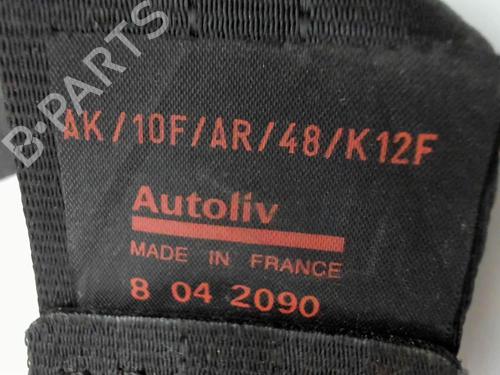 B-PARTS
AK/10F/AR/48/K12F
Autoliv
MADE IN FRANCE
8 04 2090